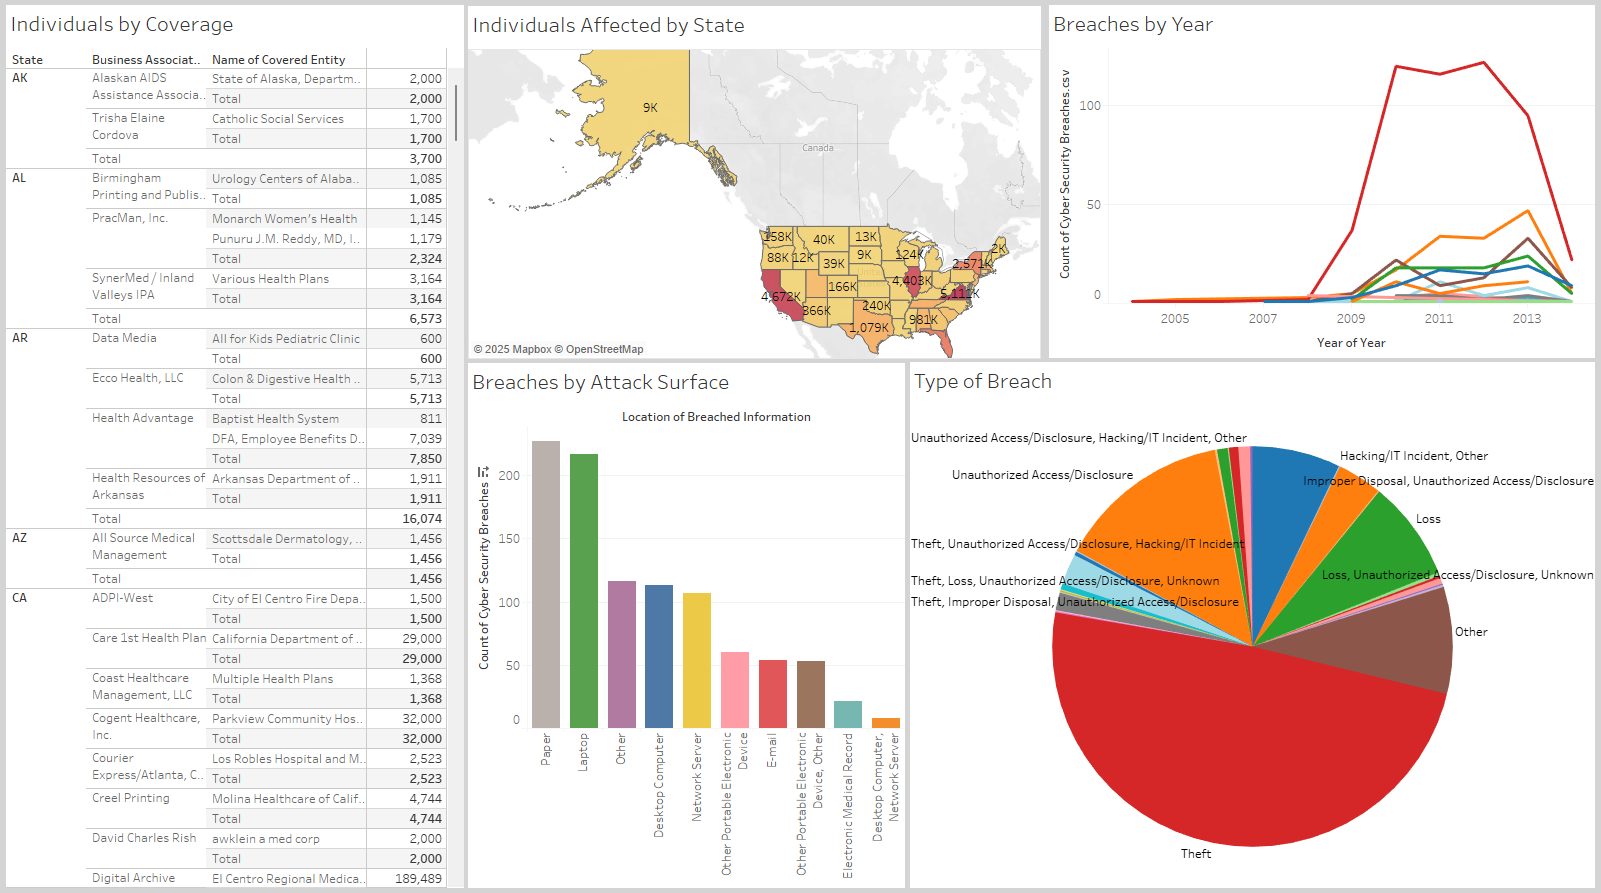 Individuals by Coverage
State Business Associat.. Name of Covered Entity
AK Alaskan AIDS Assistance Associa.. State of Alaska, Departm.. 2,000
Total 2,000
Trisha Elaine Cordova Catholic Social Services 1,700
Total 1,700
Total 3,700
AL Birmingham Printing and Publis.. Urology Centers of Alaba.. 1,085
Total 1,085
PracMan, Inc. Monarch Women's Health 1,145
Punuru J.M. Reddy, MD, I.. 1,179
Total 2,324
SynerMed / Inland Valleys IPA Various Health Plans 3,164
Total 3,164
Total 6,573
AR Data Media All for Kids Pediatric Clinic 600
Total 600
Ecco Health, LLC Colon & Digestive Health .. 5,713
Total 5,713
Health Advantage Baptist Health System 811
DFA, Employee Benefits D.. 7,039
Total 7,850
Health Resources of Arkansas Arkansas Department of .. 1,911
Total 1,911
Total 16,074
AZ All Source Medical Management Scottsdale Dermatology, .. 1,456
Total 1,456
Total 1,456
CA ADPI-West City of El Centro Fire Depa.. 1,500
Total 1,500
Care 1st Health Plan California Department of .. 29,000
Total 29,000
Coast Healthcare Management, LLC Multiple Health Plans 1,368
Total 1,368
Cogent Healthcare, Inc. Parkview Community Hos.. 32,000
Total 32,000
Courier Express/Atlanta, C.. Los Robles Hospital and M.. 2,523
Total 2,523
Creel Printing Molina Healthcare of Calif.. 4,744
Total 4,744
David Charles Rish awklein a med corp 2,000
Total 2,000
Digital Archive El Centro Regional Medica.. 189,489
Individuals Affected by State
9K
Canada
158K 40K 13K 2K
88K 12K 39K 9K 124K 2,571K
4,672K 166K 4,403K 5,111K
366K 240K 981K
1,079K
© 2025 Mapbox © OpenStreetMap
Breaches by Year
Count of Cyber Security Breaches.csv
100
50
0
2005 2007 2009 2011 2013
Year of Year
Breaches by Attack Surface
Location of Breached Information
Count of Cyber Security Breaches
200
150
100
50
0
Paper
Laptop
Other
Desktop Computer
Network Server
Other Portable Electronic Device
E-mail
Other Portable Electronic Device, Other
Electronic Medical Record
Desktop Computer, Network Server
Type of Breach
Unauthorized Access/Disclosure, Hacking/IT Incident, Other
Hacking/IT Incident, Other
Unauthorized Access/Disclosure
Improper Disposal, Unauthorized Access/Disclosure
Loss
Theft, Unauthorized Access/Disclosure, Hacking/IT Incident
Loss, Unauthorized Access/Disclosure, Unknown
Theft, Loss, Unauthorized Access/Disclosure, Unknown
Theft, Improper Disposal, Unauthorized Access/Disclosure
Other
Theft